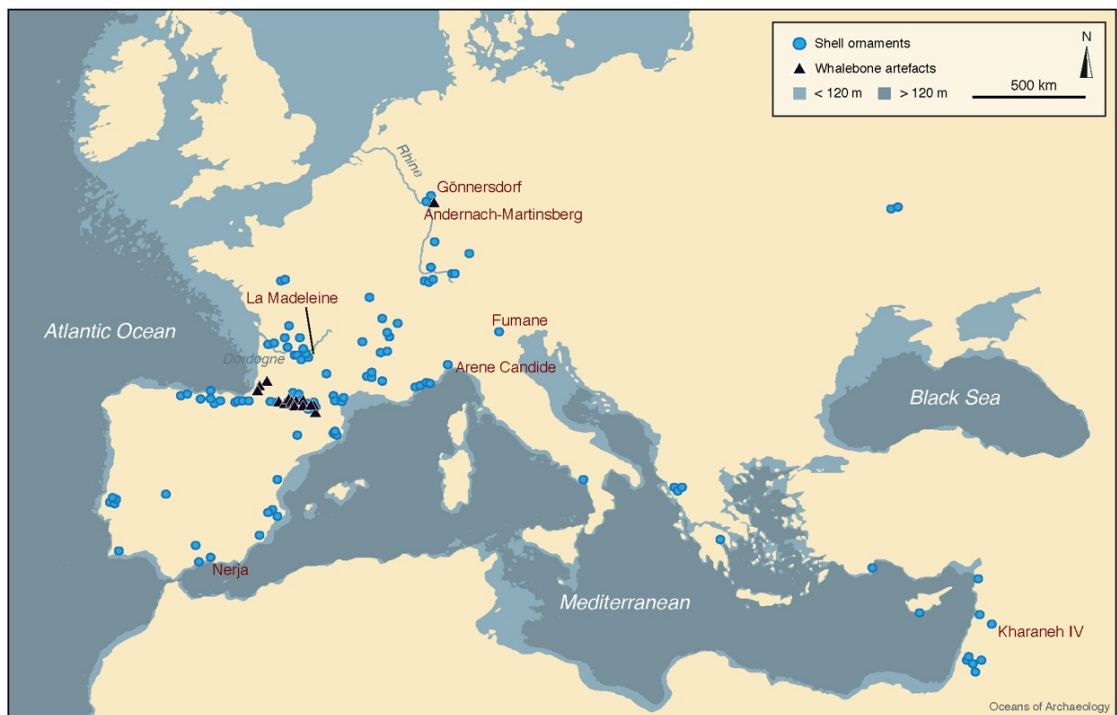 Shell ornaments
N
Whalebone artefacts
< 120 m
> 120 m
500 km
Rhine
Gönnersdorf
Andernach-Martinsberg
La Madeleine
Atlantic Ocean
Fumane
Dordogne
Arene Candide
Black Sea
Nerja
Mediterranean
Kharaneh IV
Oceans of Archaeology